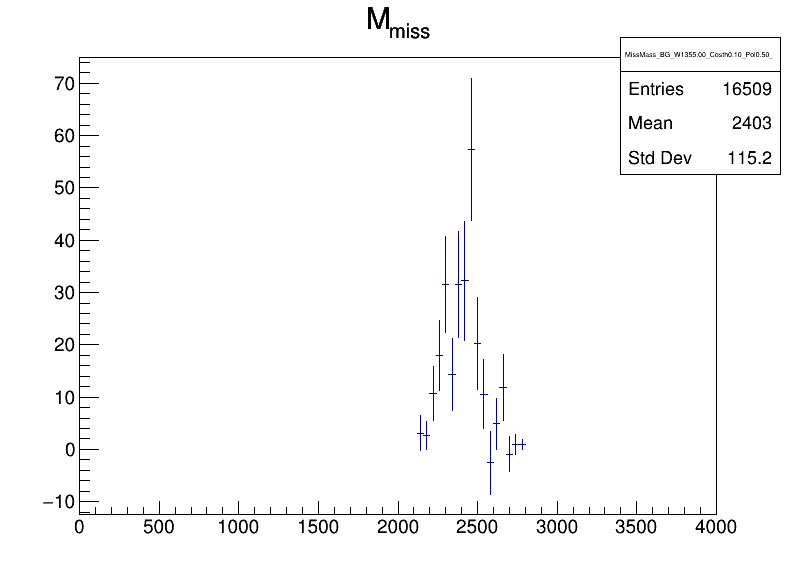 M_miss
MissMass_BG_W1355.00_Costh0.10_Pol0.50_
Entries 16509
Mean 2403
Std Dev 115.2
70
60
50
40
30
20
10
0
−10
0 500 1000 1500 2000 2500 3000 3500 4000